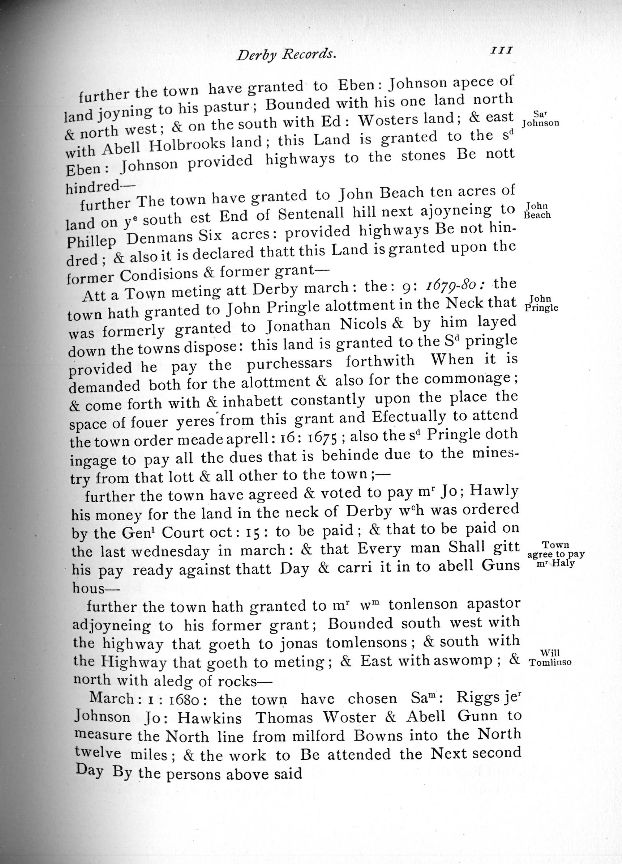 Derby Records. 111
further the town have granted to Eben: Johnson apece of
land joyning to his pastur; Bounded with his one land north
& north west; & on the south with Ed: Wosters land; & east
with Abell Holbrooks land; this Land is granted to the sᵈ
Eben: Johnson provided highways to the stones Be nott
hindred—
Saʳ
Johnson
further The town have granted to John Beach ten acres of
land on yᵉ south est End of Sentenall hill next ajoyneing to
Phillep Denmans Six acres: provided highways Be not hin-
dred; & also it is declared thatt this Land is granted upon the
former Condisions & former grant—
John
Beach
Att a Town meting att Derby march: the: 9: 1679-80: the
town hath granted to John Pringle alottment in the Neck that
was formerly granted to Jonathan Nicols & by him layed
down the towns dispose: this land is granted to the Sᵈ pringle
provided he pay the purchessars forthwith When it is
demanded both for the alottment & also for the commonage;
& come forth with & inhabett constantly upon the place the
space of fouer yeres from this grant and Efectually to attend
the town order meade aprell: 16: 1675; also the sᵈ Pringle doth
ingage to pay all the dues that is behinde due to the mines-
try from that lott & all other to the town;—
John
Pringle
further the town have agreed & voted to pay mʳ Jo; Hawly
his money for the land in the neck of Derby wᶜh was ordered
by the Genˡ Court oct: 15: to be paid; & that to be paid on
the last wednesday in march: & that Every man Shall gitt
his pay ready against thatt Day & carri it in to abell Guns
hous—
Town
agree to pay
mʳ Haly
further the town hath granted to mʳ wᵐ tonlenson apastor
adjoyneing to his former grant; Bounded south west with
the highway that goeth to jonas tomlensons; & south with
the Highway that goeth to meting; & East with aswomp; &
north with aledg of rocks—
Will
Tomlinso
March: 1: 1680: the town have chosen Saᵐ: Riggs jeʳ
Johnson Jo: Hawkins Thomas Woster & Abell Gunn to
measure the North line from milford Bowns into the North
twelve miles; & the work to Be attended the Next second
Day By the persons above said